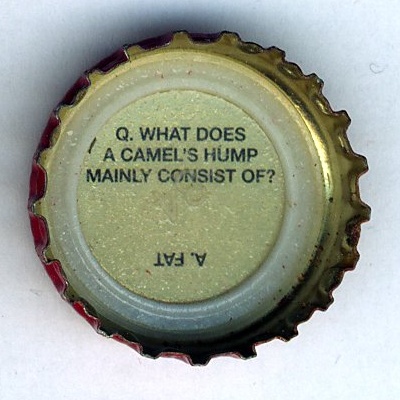 Q. WHAT DOES
A CAMEL'S HUMP
MAINLY CONSIST OF?
A. FAT